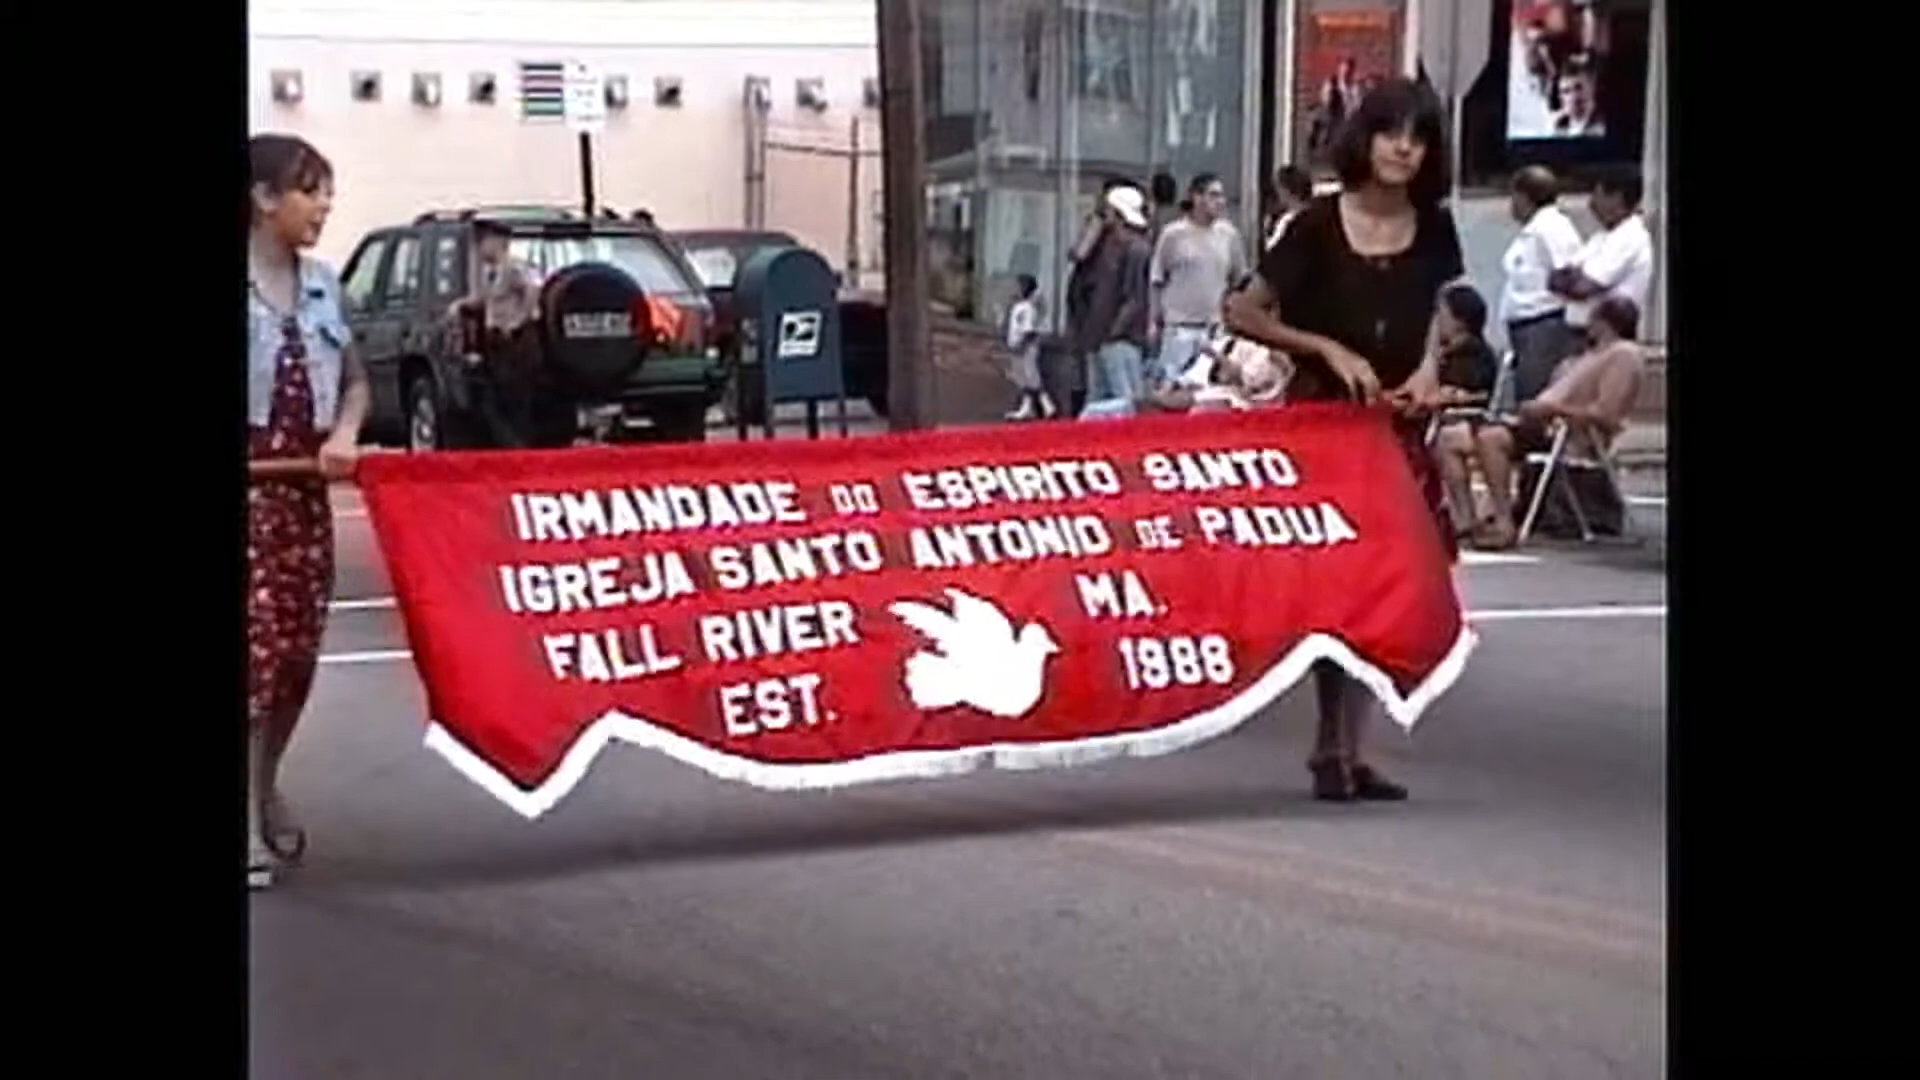 IRMANDADE DO ESPIRITO SANTO
IGREJA SANTO ANTONIO DE PADUA
FALL RIVER MA.
EST. 1988